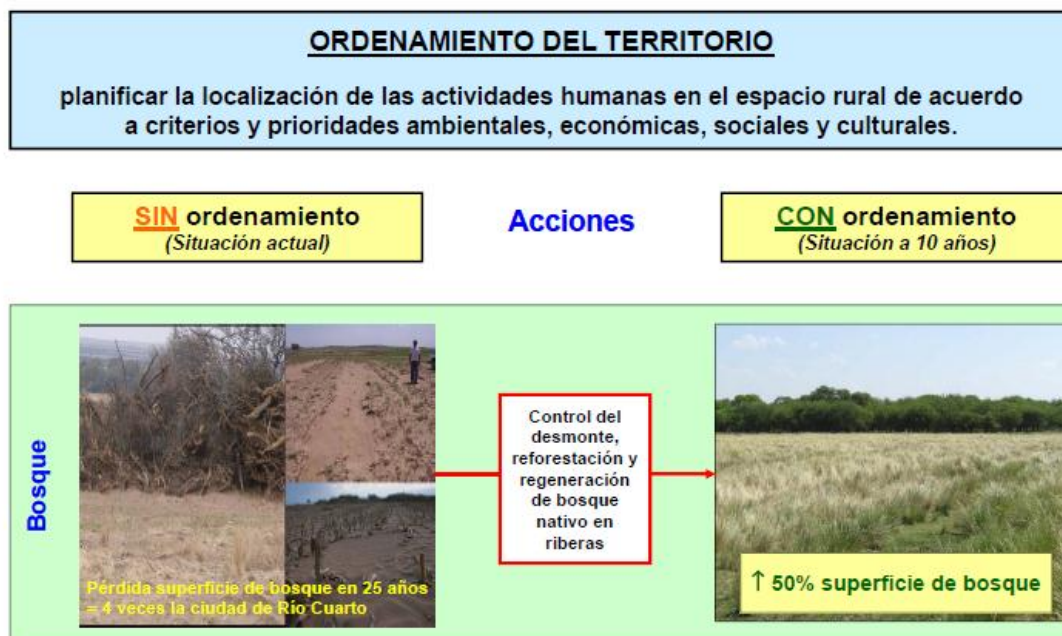 ORDENAMIENTO DEL TERRITORIO
planificar la localización de las actividades humanas en el espacio rural de acuerdo
a criterios y prioridades ambientales, económicas, sociales y culturales.
SIN ordenamiento
(Situación actual)
Acciones
CON ordenamiento
(Situación a 10 años)
Bosque
Pérdida superficie de bosque en 25 años
= 4 veces la ciudad de Río Cuarto
Control del
desmonte,
reforestación y
regeneración
de bosque
nativo en
riberas
↑ 50% superficie de bosque